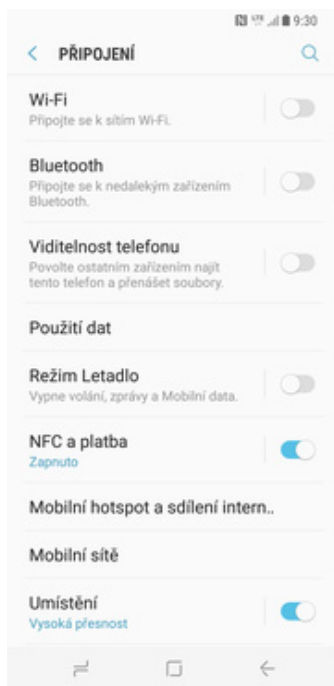 9:30
PŘIPOJENÍ
Wi-Fi
Připojte se k sítím Wi-Fi.
Bluetooth
Připojte se k nedalekým zařízením
Bluetooth.
Viditelnost telefonu
Povolte ostatním zařízením najít
tento telefon a přenášet soubory.
Použití dat
Režim Letadlo
Vypne volání, zprávy a Mobilní data.
NFC a platba
Zapnuto
Mobilní hotspot a sdílení intern..
Mobilní sítě
Umístění
Vysoká přesnost